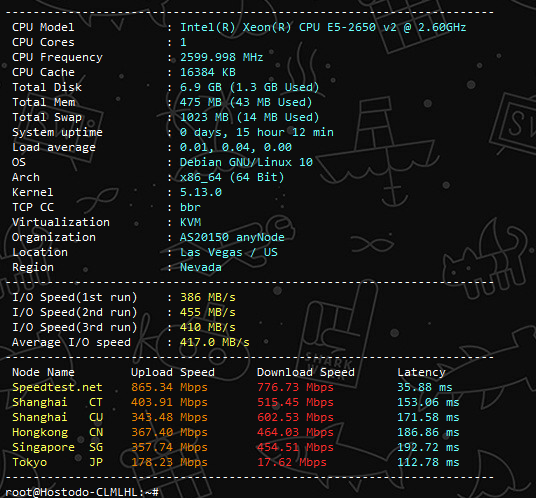 ----------------------------------------------------------------------
CPU Model : Intel(R) Xeon(R) CPU E5-2650 v2 @ 2.60GHz
CPU Cores : 1
CPU Frequency : 2599.998 MHz
CPU Cache : 16384 KB
Total Disk : 6.9 GB (1.3 GB Used)
Total Mem : 475 MB (43 MB Used)
Total Swap : 1023 MB (14 MB Used)
System uptime : 0 days, 15 hour 12 min
Load average : 0.01, 0.04, 0.00
OS : Debian GNU/Linux 10
Arch : x86_64 (64 Bit)
Kernel : 5.13.0
TCP CC : bbr
Virtualization : KVM
Organization : AS20150 anyNode
Location : Las Vegas / US
Region : Nevada
----------------------------------------------------------------------
I/O Speed(1st run) : 386 MB/s
I/O Speed(2nd run) : 455 MB/s
I/O Speed(3rd run) : 410 MB/s
Average I/O speed : 417.0 MB/s
----------------------------------------------------------------------
Node Name Upload Speed Download Speed Latency
Speedtest.net 865.34 Mbps 776.73 Mbps 35.88 ms
Shanghai CT 403.91 Mbps 515.45 Mbps 153.06 ms
Shanghai CU 343.48 Mbps 602.53 Mbps 171.58 ms
Hongkong CN 367.40 Mbps 464.03 Mbps 186.86 ms
Singapore SG 357.74 Mbps 454.51 Mbps 192.72 ms
Tokyo JP 178.23 Mbps 17.62 Mbps 112.78 ms
----------------------------------------------------------------------
root@Hostodo-CLMLHL:~#
SHARK